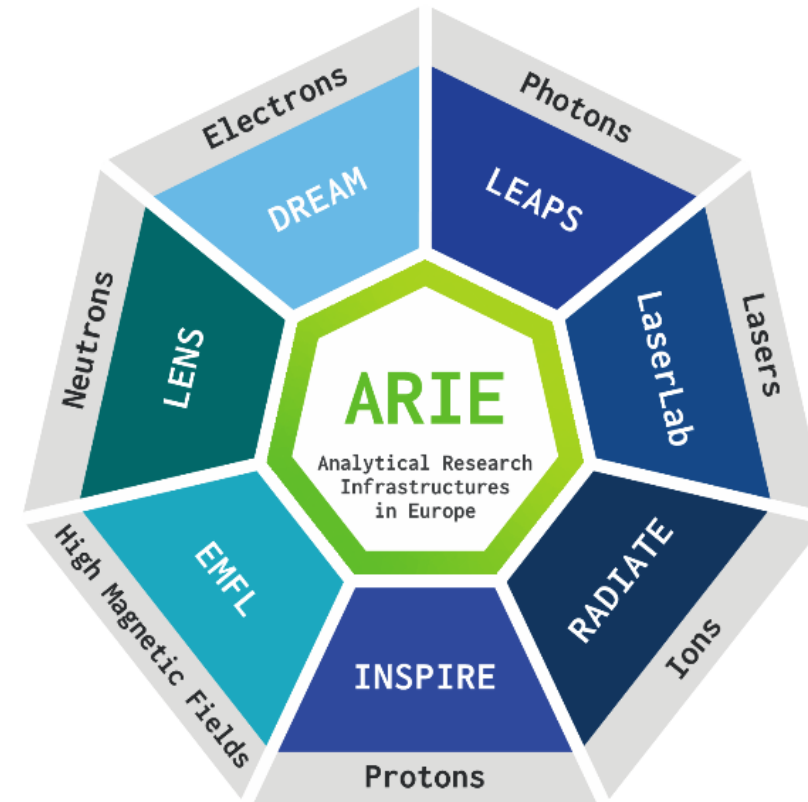 Electrons
DREAM
Photons
LEAPS
Lasers
LaserLab
Ions
RADIATE
Protons
INSPIRE
High Magnetic Fields
EMFL
Neutrons
LENS
ARIE
Analytical Research
Infrastructures
in Europe